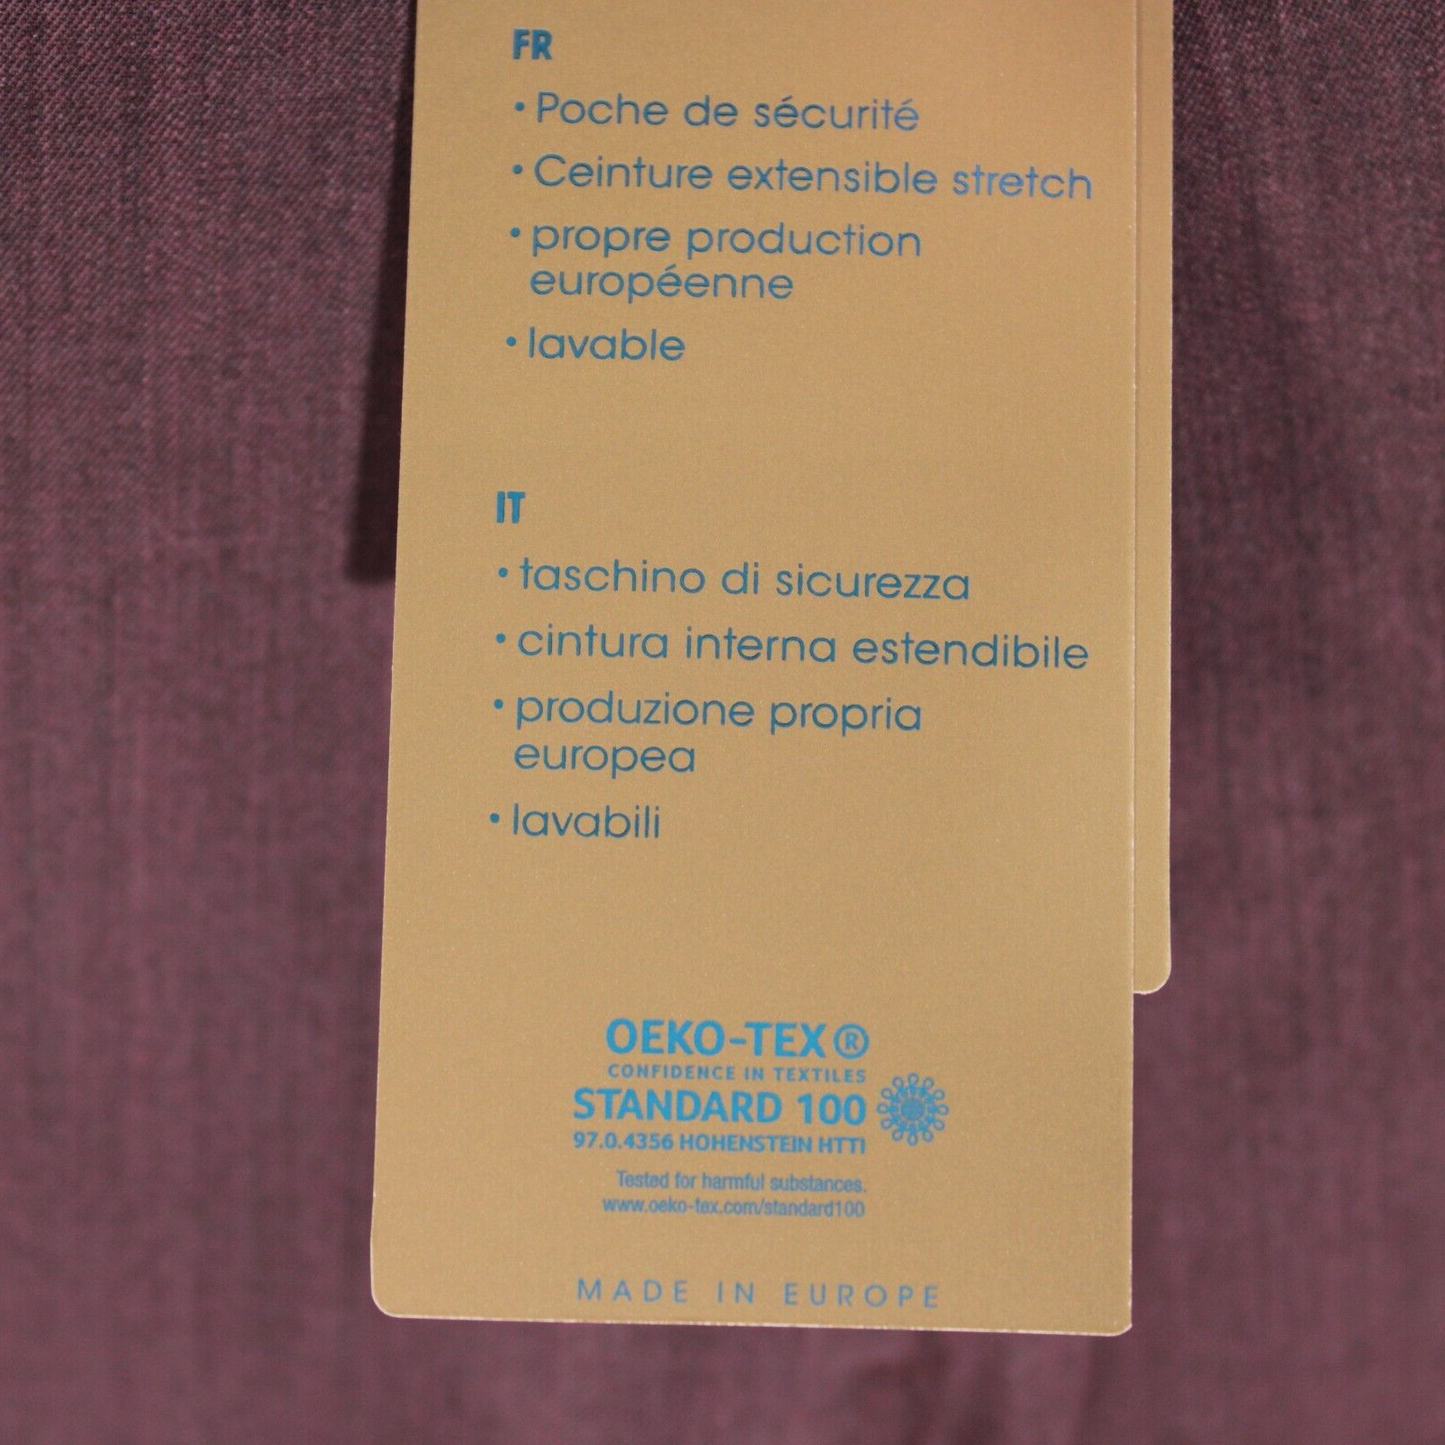 FR
• Poche de sécurité
• Ceinture extensible stretch
• propre production
européenne
• lavable
IT
• taschino di sicurezza
• cintura interna estendibile
• produzione propria
europea
• lavabili
OEKO-TEX®
CONFIDENCE IN TEXTILES
STANDARD 100
97.0.4356 HOHENSTEIN HTTI
Tested for harmful substances.
www.oeko-tex.com/standard100
MADE IN EUROPE